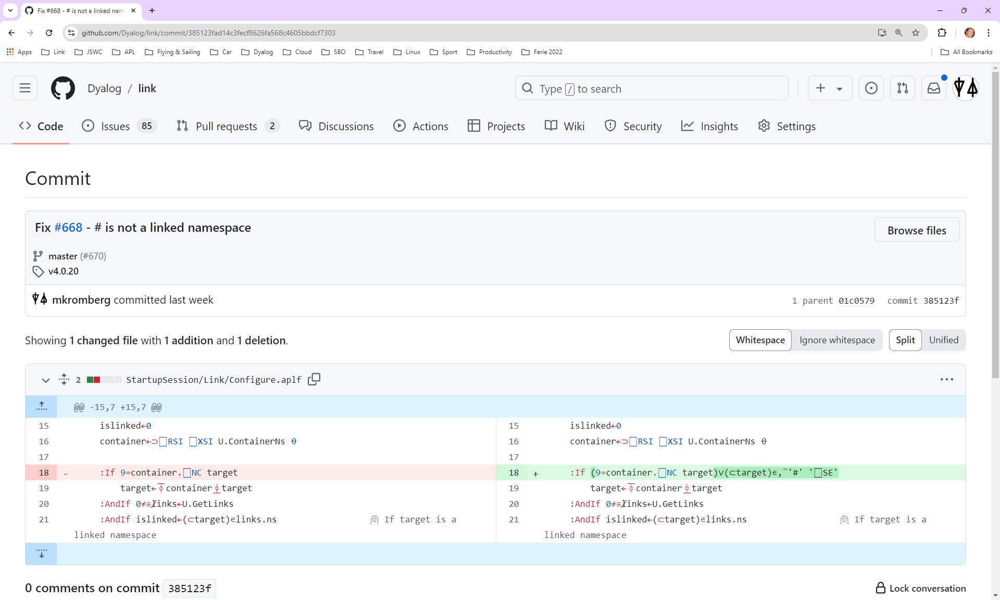 Fix #668 - # is not a linked nam
github.com/Dyalog/link/commit/385123fad14c3fecf8626fa568c4605bbdcf7303
Apps Link JSWC APL Flying & Sailing Car Dyalog Cloud SBO Travel Linux Sport Productivity Ferie 2022 All Bookmarks
Dyalog / link Type / to search
Code Issues 85 Pull requests 2 Discussions Actions Projects Wiki Security Insights Settings
Commit
Fix #668 - # is not a linked namespace
Browse files
master (#670)
v4.0.20
mkromberg committed last week 1 parent 01c0579 commit 385123f
Showing 1 changed file with 1 addition and 1 deletion. Whitespace Ignore whitespace Split Unified
2 StartupSession/Link/Configure.aplf
@@ -15,7 +15,7 @@
15 islinked←0 15 islinked←0
16 container←⊃⎕RSI ⎕XSI U.ContainerNs ⍬ 16 container←⊃⎕RSI ⎕XSI U.ContainerNs ⍬
17 17
18 - :If 9=container.⎕NC target 18 + :If (9=container.⎕NC target)∨(⊂target)∊,¨'#' '⎕SE'
19 target←⍕container⍎target 19 target←⍕container⍎target
20 :AndIf 0≠≢links←U.GetLinks 20 :AndIf 0≠≢links←U.GetLinks
21 :AndIf islinked←(⊂target)∊links.ns ⍝ If target is a 21 :AndIf islinked←(⊂target)∊links.ns ⍝ If target is a
linked namespace linked namespace
0 comments on commit 385123f Lock conversation